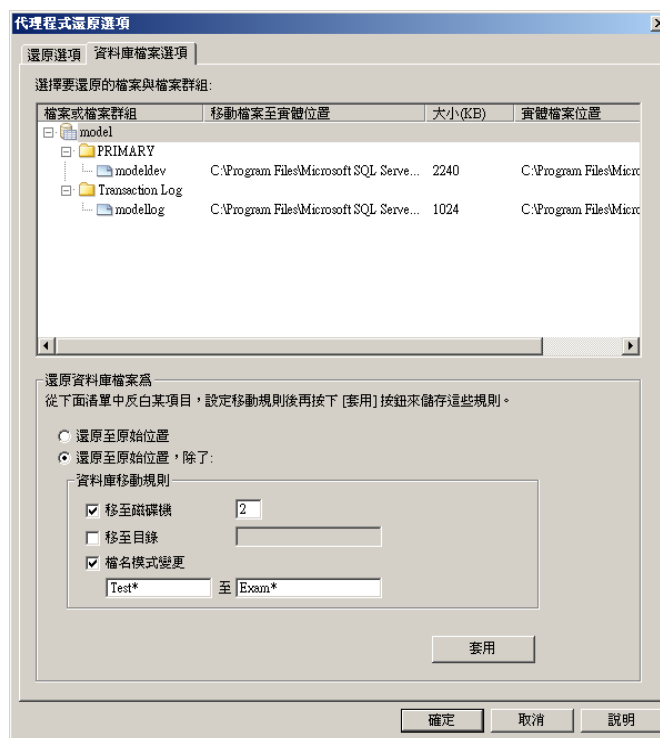 代理程式還原選項
還原選項 資料庫檔案選項
選擇要還原的檔案與檔案群組:
檔案或檔案群組 移動檔案至實體位置 大小(KB) 實體檔案位置
model
PRIMARY
modeldev C:\Program Files\Microsoft SQL Serve... 2240 C:\Program Files\Micro
Transaction Log
modellog C:\Program Files\Microsoft SQL Serve... 1024 C:\Program Files\Micro
還原資料庫檔案為
從下面清單中反白某項目，設定移動規則後再按下 [套用] 按鈕來儲存這些規則。
還原至原始位置
還原至原始位置，除了:
資料庫移動規則
移至磁碟機 2
移至目錄
檔名模式變更
Test* 至 Exam*
套用
確定 取消 說明